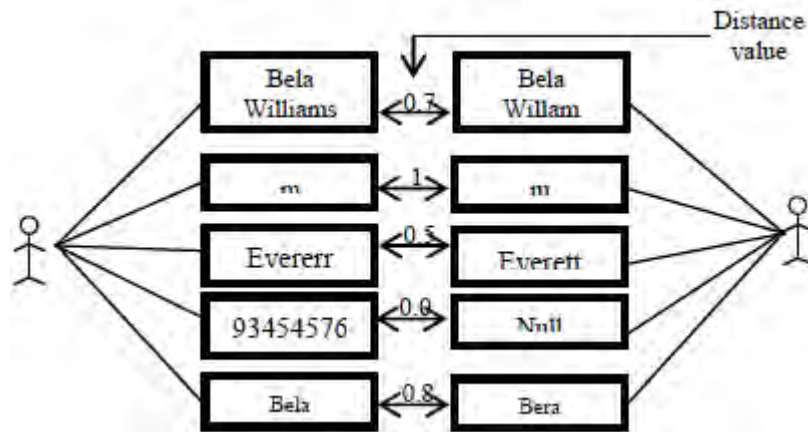 Distance
value
Bela
Williams
0.7
Bela
Willam
m
1
m
Evererr
0.5
Everett
93454576
0.0
Null
Bela
0.8
Bera